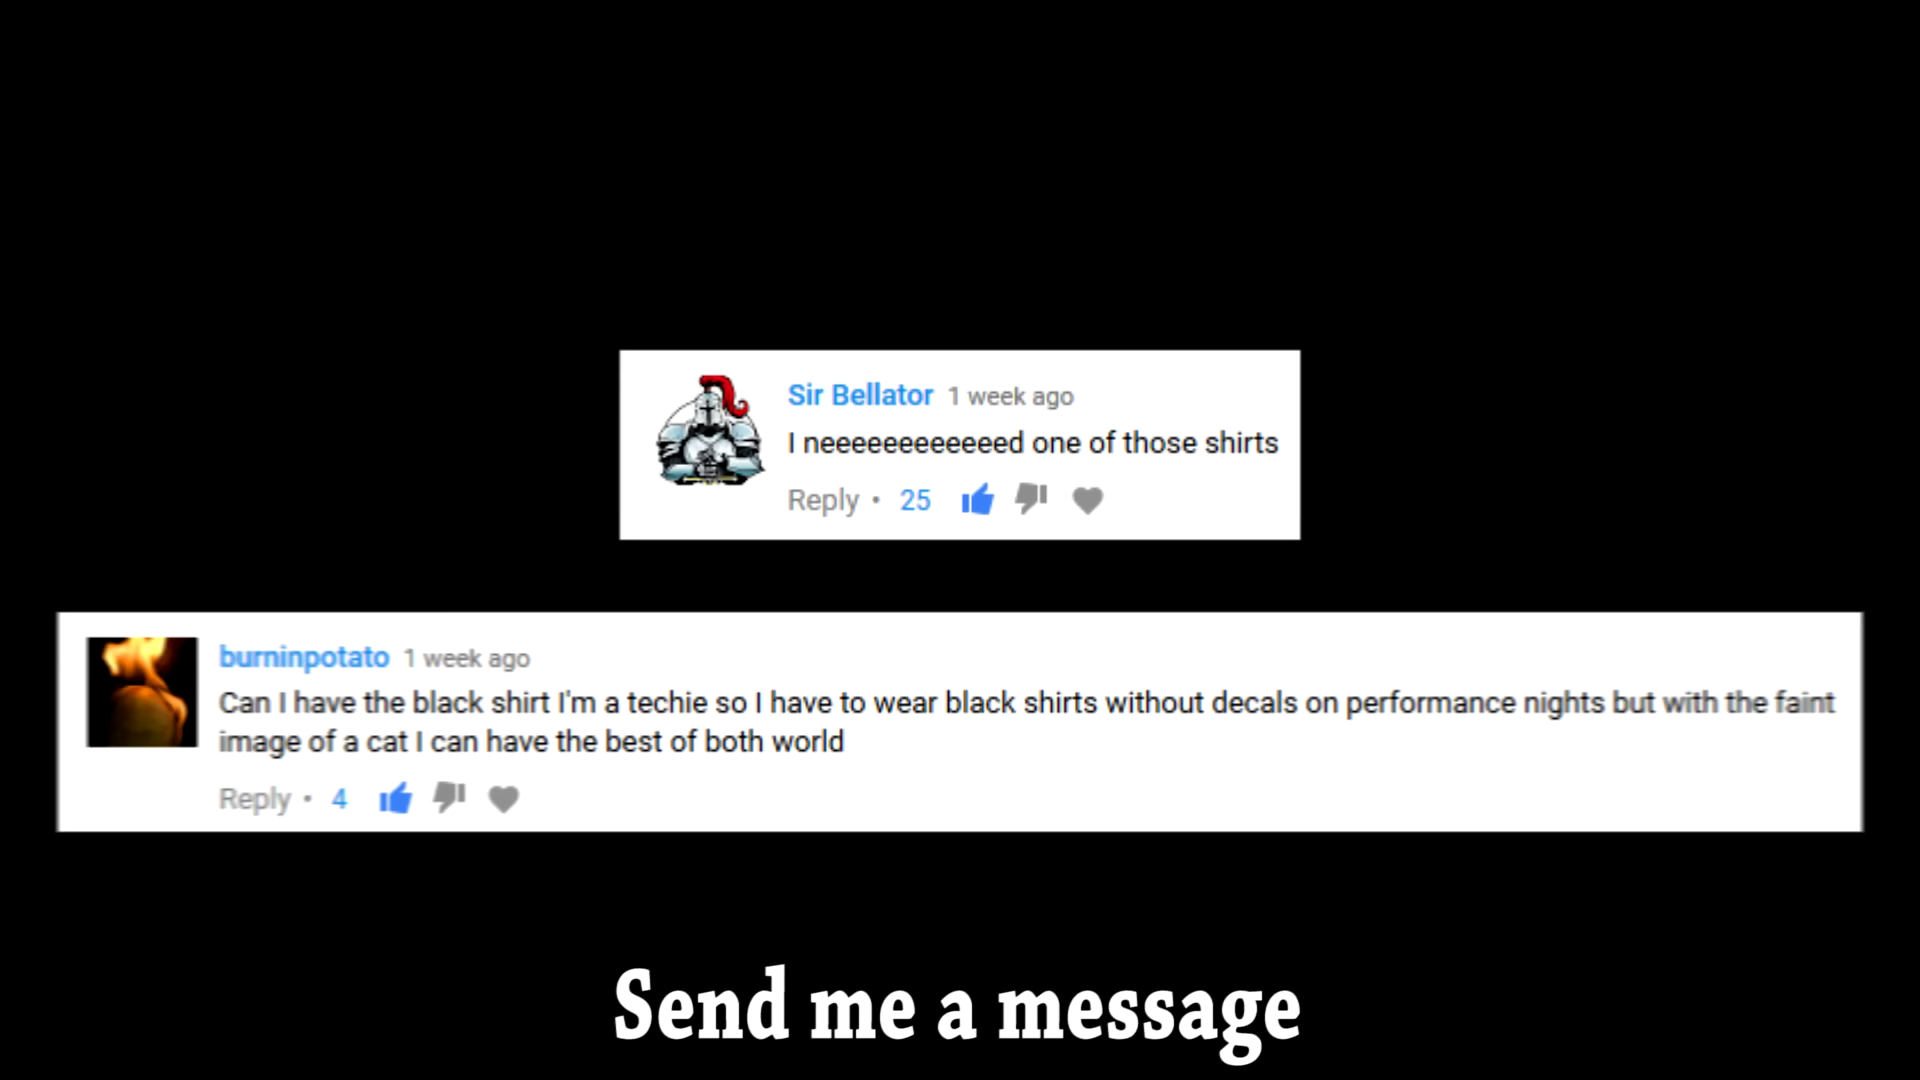 Sir Bellator 1 week ago
I neeeeeeeeeeeed one of those shirts
Reply • 25
burninpotato 1 week ago
Can I have the black shirt I'm a techie so I have to wear black shirts without decals on performance nights but with the faint
image of a cat I can have the best of both world
Reply • 4
Send me a message